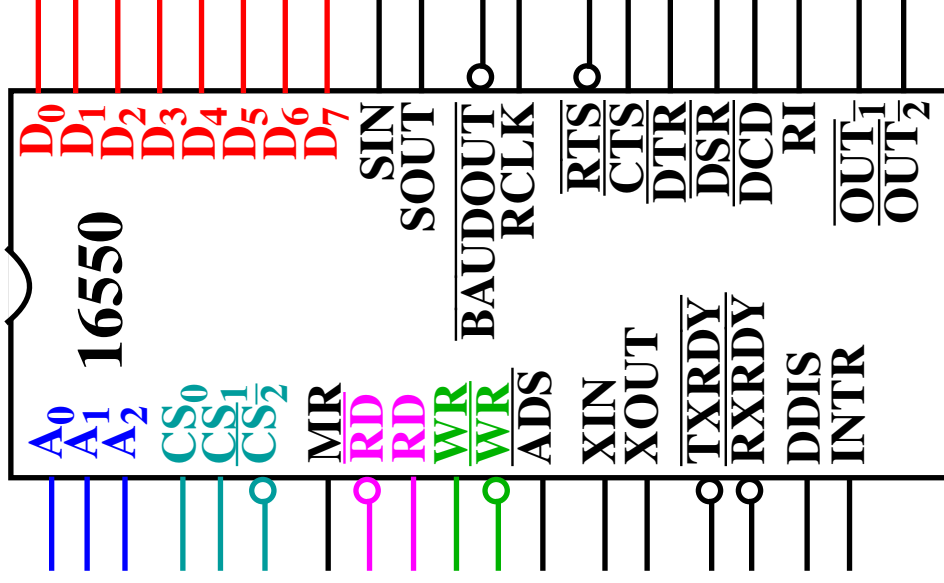 D0
D1
D2
D3
D4
D5
D6
D7
SIN
SOUT
BAUDOUT
RCLK
RTS
CTS
DTR
DSR
DCD
RI
OUT1
OUT2
16550
A0
A1
A2
CS0
CS1
CS2
MR
RD
RD
WR
WR
ADS
XIN
XOUT
TXRDY
RXRDY
DDIS
INTR